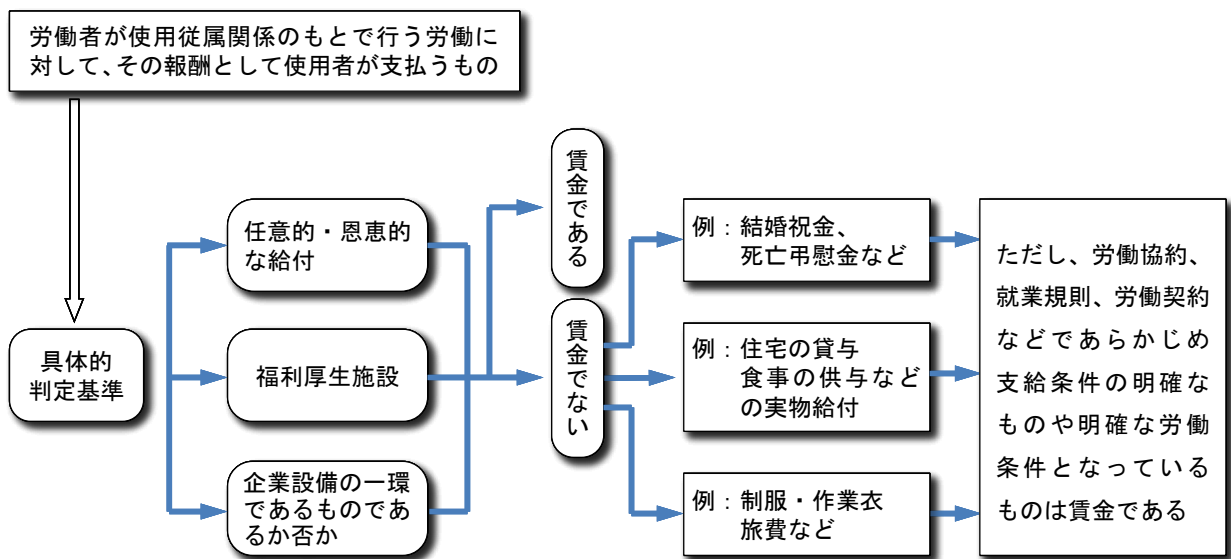 労働者が使用従属関係のもとで行う労働に
対して、その報酬として使用者が支払うもの
具体的
判定基準
任意的・恩恵的
な給付
福利厚生施設
企業設備の一環
であるものであ
るか否か
賃金である
賃金でない
例：結婚祝金、
死亡弔慰金など
例：住宅の貸与
食事の供与など
の実物給付
例：制服・作業衣
旅費など
ただし、労働協約、
就業規則、労働契約
などであらかじめ
支給条件の明確な
ものや明確な労働
条件となっている
ものは賃金である